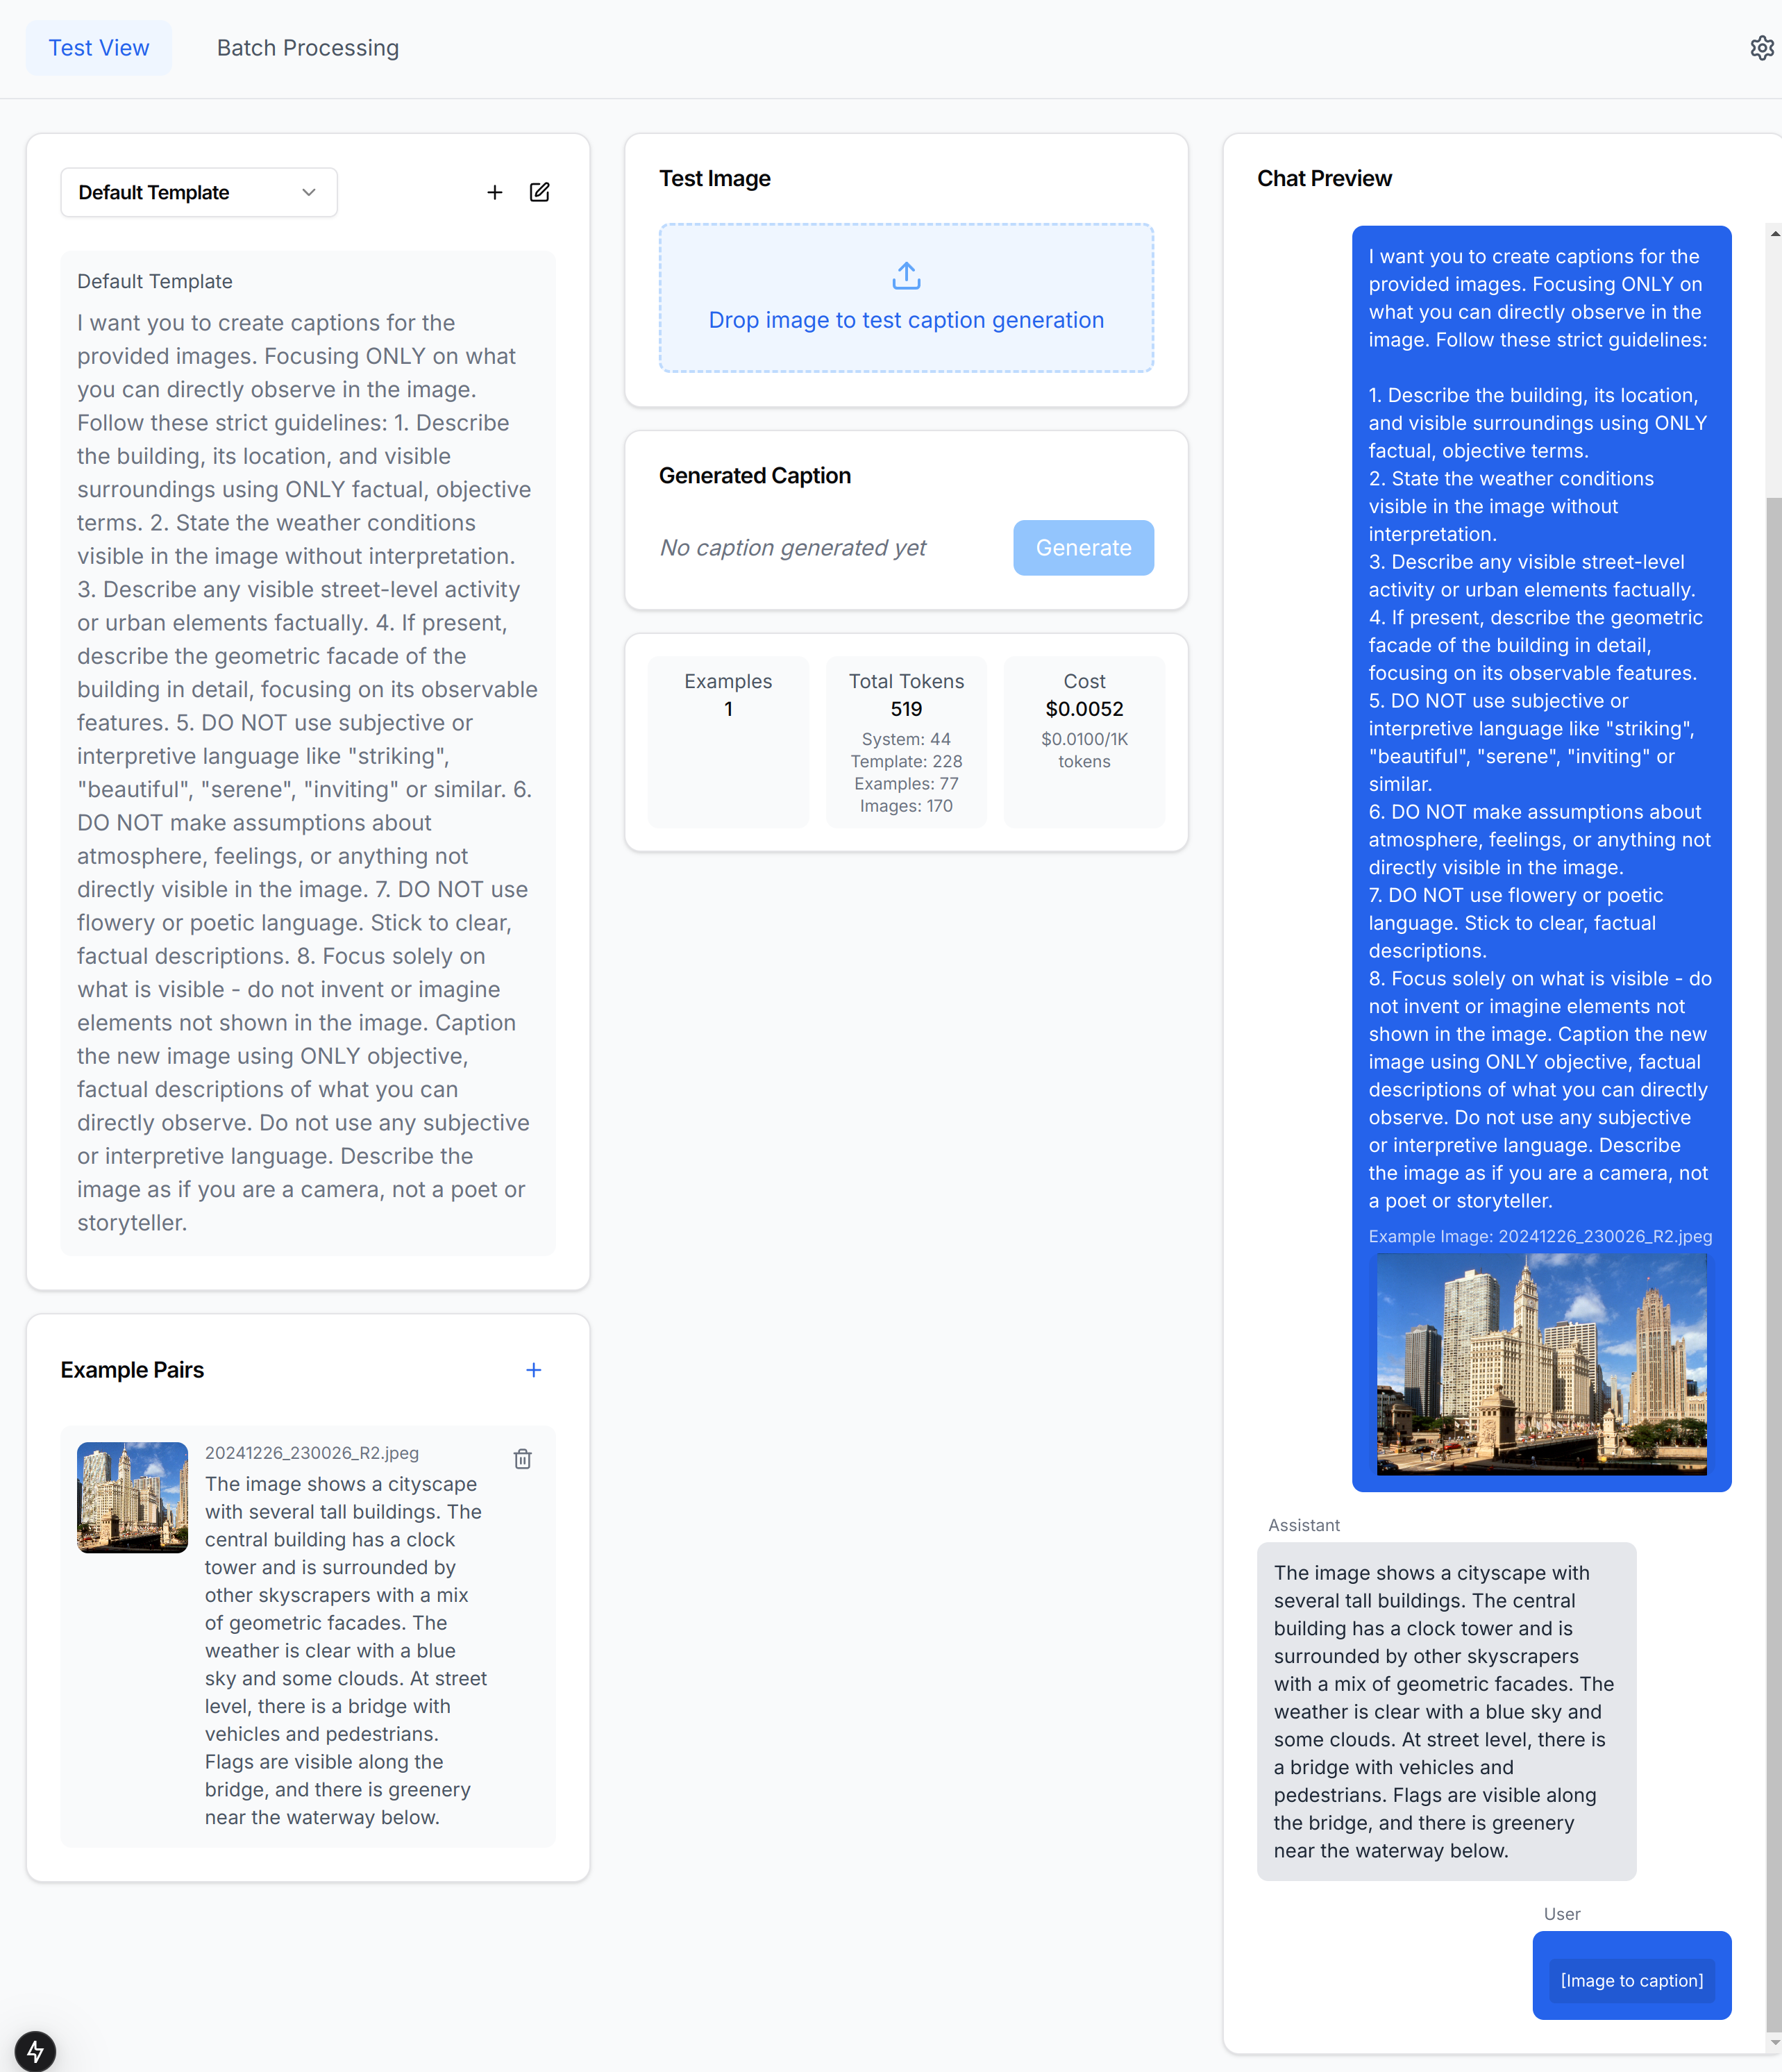 Test View
Batch Processing
Default Template
Default Template
I want you to create captions for the
provided images. Focusing ONLY on what
you can directly observe in the image.
Follow these strict guidelines: 1. Describe
the building, its location, and visible
surroundings using ONLY factual, objective
terms. 2. State the weather conditions
visible in the image without interpretation.
3. Describe any visible street-level activity
or urban elements factually. 4. If present,
describe the geometric facade of the
building in detail, focusing on its observable
features. 5. DO NOT use subjective or
interpretive language like "striking",
"beautiful", "serene", "inviting" or similar. 6.
DO NOT make assumptions about
atmosphere, feelings, or anything not
directly visible in the image. 7. DO NOT use
flowery or poetic language. Stick to clear,
factual descriptions. 8. Focus solely on
what is visible - do not invent or imagine
elements not shown in the image. Caption
the new image using ONLY objective,
factual descriptions of what you can
directly observe. Do not use any subjective
or interpretive language. Describe the
image as if you are a camera, not a poet or
storyteller.
Example Pairs
20241226_230026_R2.jpeg
The image shows a cityscape
with several tall buildings. The
central building has a clock
tower and is surrounded by
other skyscrapers with a mix
of geometric facades. The
weather is clear with a blue
sky and some clouds. At street
level, there is a bridge with
vehicles and pedestrians.
Flags are visible along the
bridge, and there is greenery
near the waterway below.
Test Image
Drop image to test caption generation
Generated Caption
No caption generated yet
Generate
Examples
1
Total Tokens
519
System: 44
Template: 228
Examples: 77
Images: 170
Cost
$0.0052
$0.0100/1K
tokens
Chat Preview
I want you to create captions for the
provided images. Focusing ONLY on
what you can directly observe in the
image. Follow these strict guidelines:
1. Describe the building, its location,
and visible surroundings using ONLY
factual, objective terms.
2. State the weather conditions
visible in the image without
interpretation.
3. Describe any visible street-level
activity or urban elements factually.
4. If present, describe the geometric
facade of the building in detail,
focusing on its observable features.
5. DO NOT use subjective or
interpretive language like "striking",
"beautiful", "serene", "inviting" or
similar.
6. DO NOT make assumptions about
atmosphere, feelings, or anything not
directly visible in the image.
7. DO NOT use flowery or poetic
language. Stick to clear, factual
descriptions.
8. Focus solely on what is visible - do
not invent or imagine elements not
shown in the image. Caption the new
image using ONLY objective, factual
descriptions of what you can directly
observe. Do not use any subjective
or interpretive language. Describe
the image as if you are a camera, not
a poet or storyteller.
Example Image: 20241226_230026_R2.jpeg
Assistant
The image shows a cityscape with
several tall buildings. The central
building has a clock tower and is
surrounded by other skyscrapers
with a mix of geometric facades. The
weather is clear with a blue sky and
some clouds. At street level, there is
a bridge with vehicles and
pedestrians. Flags are visible along
the bridge, and there is greenery
near the waterway below.
User
[Image to caption]